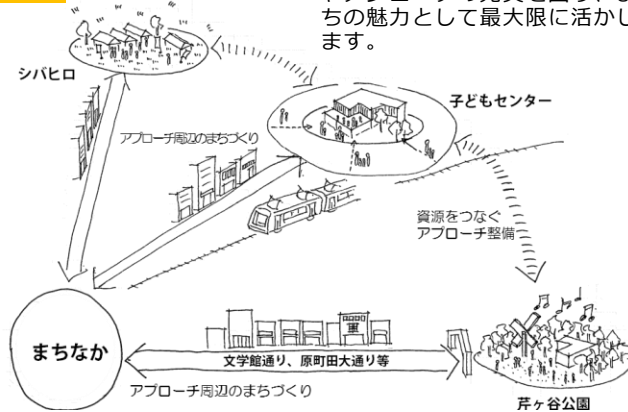 ちの魅力として最大限に活かし
ます。
シバヒロ
子どもセンター
アプローチ周辺のまちづくり
資源をつなぐ
アプローチ整備
まちなか
文学館通り、原町田大通り等
アプローチ周辺のまちづくり
芹ヶ谷公園